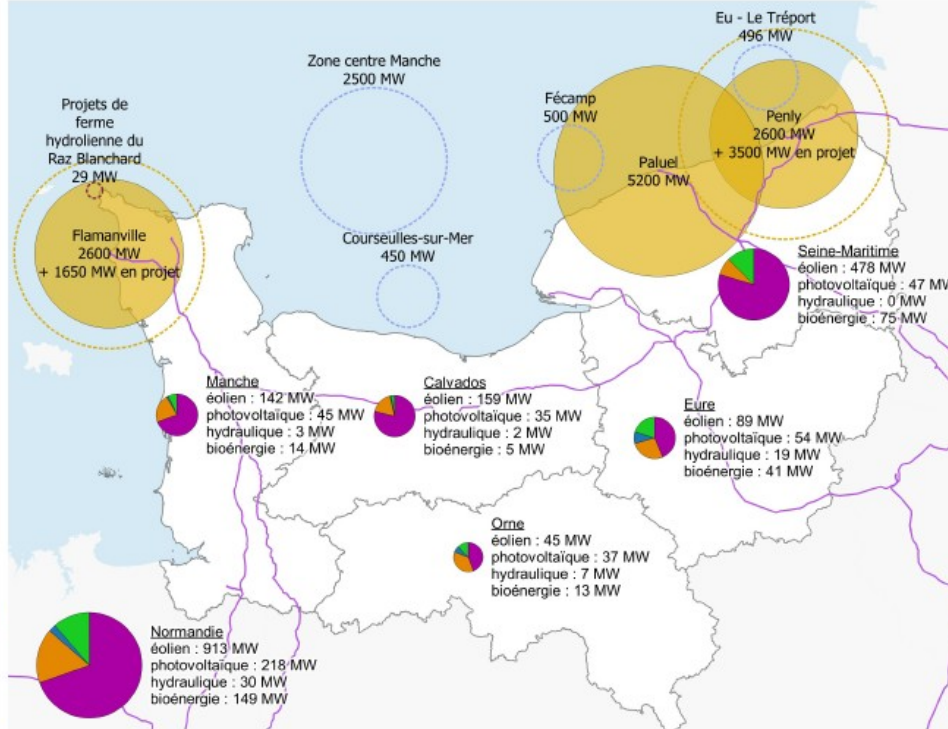 Eu - Le Tréport
496 MW
Zone centre Manche
2500 MW
Fécamp
500 MW
Projets de
ferme
hydrolienne du
Raz Blanchard
29 MW
Penly
2600 MW
+ 3500 MW en projet
Paluel
5200 MW
Flamanville
2600 MW
+ 1650 MW en projet
Courseulles-sur-Mer
450 MW
Seine-Maritime
éolien : 478 MW
photovoltaïque : 47 MW
hydraulique : 0 MW
bioénergie : 75 MW
Manche
éolien : 142 MW
photovoltaïque : 45 MW
hydraulique : 3 MW
bioénergie : 14 MW
Calvados
éolien : 159 MW
photovoltaïque : 35 MW
hydraulique : 2 MW
bioénergie : 5 MW
Eure
éolien : 89 MW
photovoltaïque : 54 MW
hydraulique : 19 MW
bioénergie : 41 MW
Orne
éolien : 45 MW
photovoltaïque : 37 MW
hydraulique : 7 MW
bioénergie : 13 MW
Normandie
éolien : 913 MW
photovoltaïque : 218 MW
hydraulique : 30 MW
bioénergie : 149 MW